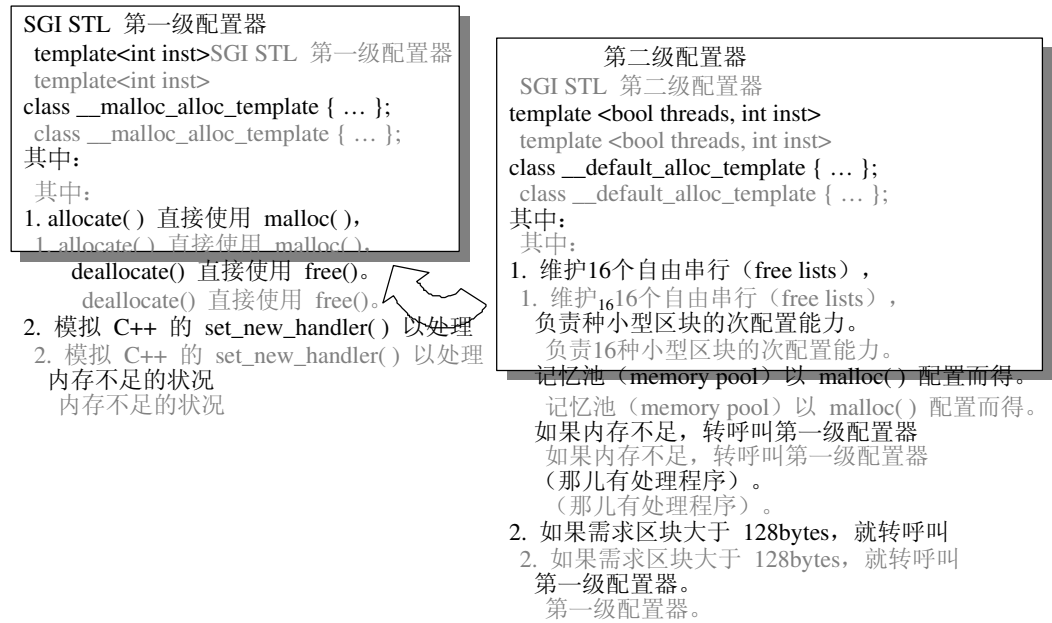 SGI STL 第一级配置器
template<int inst>SGI STL 第一级配置器
template<int inst>
class __malloc_alloc_template { … };
class __malloc_alloc_template { … };
其中：
其中：
1. allocate( ) 直接使用 malloc( )，
1. allocate( ) 直接使用 malloc( )，
deallocate() 直接使用 free()。
deallocate() 直接使用 free()。
2. 模拟 C++ 的 set_new_handler( ) 以处理
2. 模拟 C++ 的 set_new_handler( ) 以处理
内存不足的状况
内存不足的状况
第二级配置器
SGI STL 第二级配置器
template <bool threads, int inst>
template <bool threads, int inst>
class __default_alloc_template { … };
class __default_alloc_template { … };
其中：
其中：
1. 维护16个自由串行（free lists），
1. 维护1616个自由串行（free lists），
负责种小型区块的次配置能力。
负责16种小型区块的次配置能力。
记忆池（memory pool）以 malloc( ) 配置而得。
记忆池（memory pool）以 malloc( ) 配置而得。
如果内存不足，转呼叫第一级配置器
如果内存不足，转呼叫第一级配置器
（那儿有处理程序）。
（那儿有处理程序）。
2. 如果需求区块大于 128bytes，就转呼叫
2. 如果需求区块大于 128bytes，就转呼叫
第一级配置器。
第一级配置器。